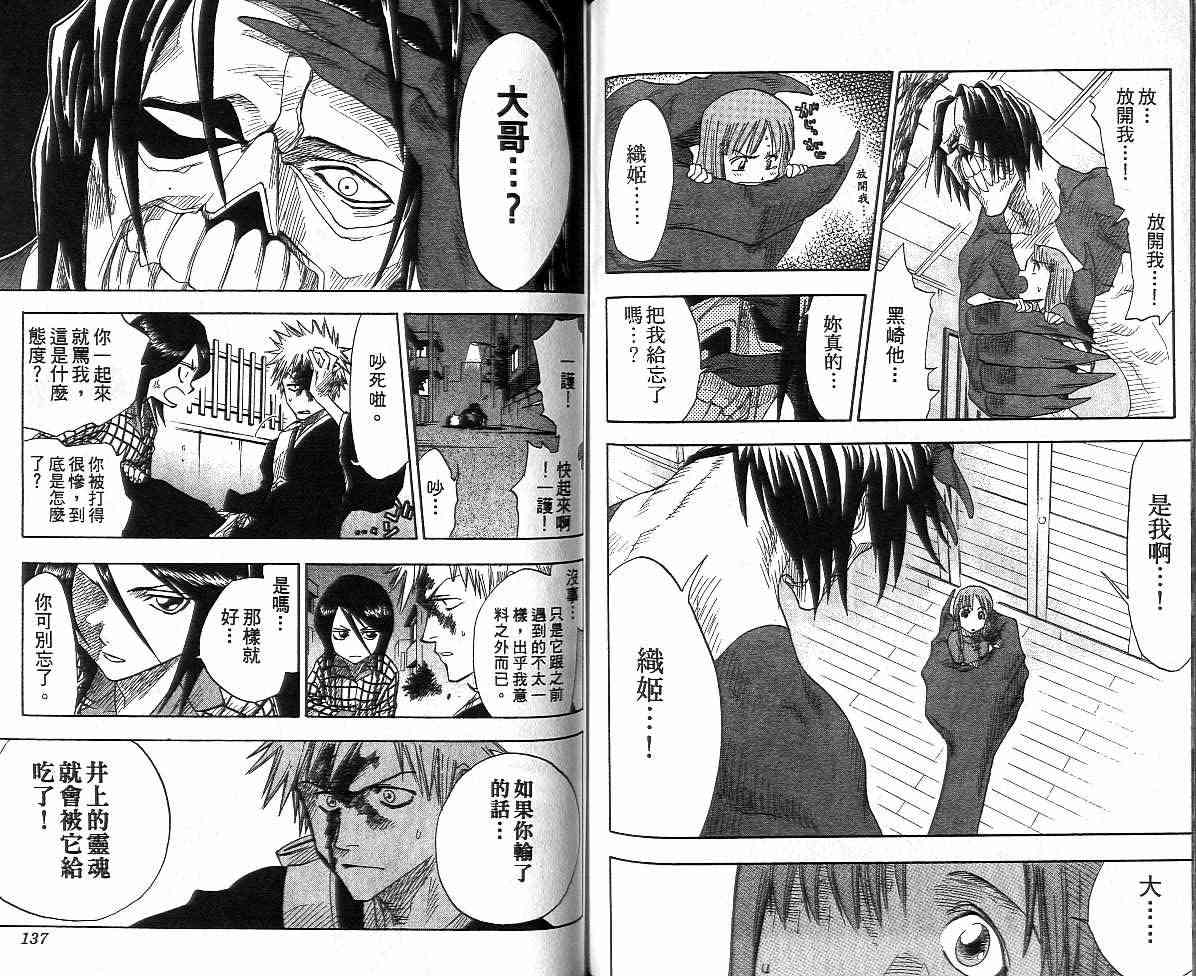 放…
放開我……！
放開我…！
黑崎他…
放開我…
織姬……
妳真的…
把我給忘了
嗎…？
是我啊…！
織姬…！
大……
大哥…？
一護！
快起來啊
！一護！
吵…
吵死啦。
你一起來
就罵我，
這是什麼
態度？
你被打得
很慘，到
底是怎麼
了？
沒事…
只是它跟之前
遇到的不太一
樣，出乎我意
料之外而已。
是嗎…
那樣就
好…
你可別忘了。
如果你輸了
的話…
井上的靈魂
就會被它給
吃了！
137